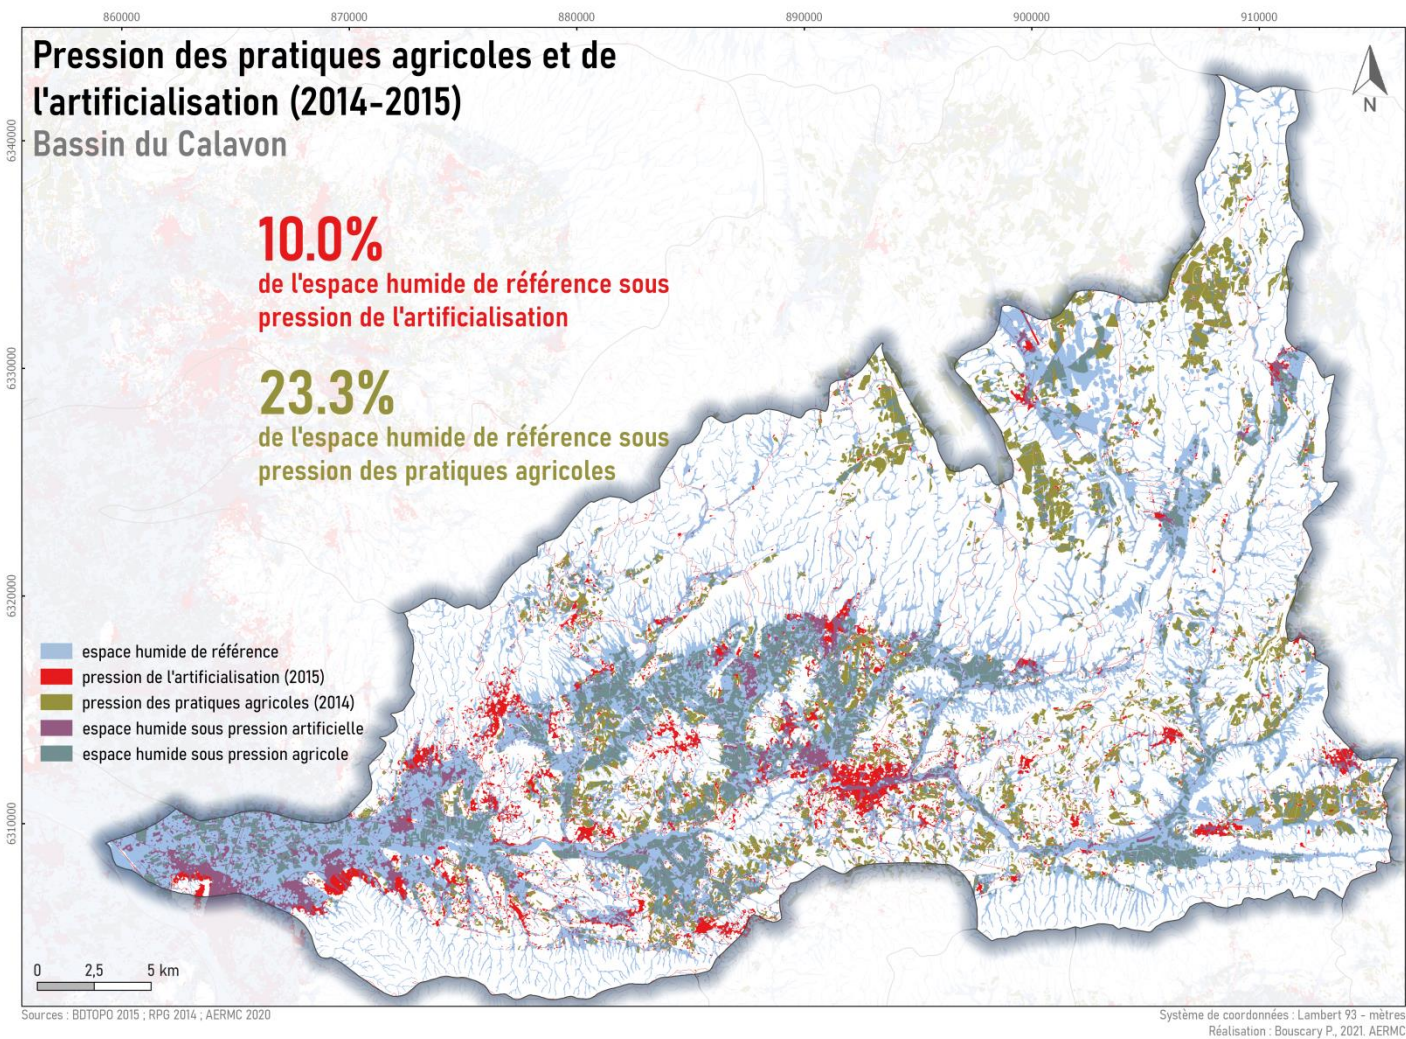 860000
870000
880000
890000
900000
910000
Pression des pratiques agricoles et de
l'artificialisation (2014-2015)
Bassin du Calavon
N
6340000
6330000
6320000
6310000
10.0%
de l'espace humide de référence sous
pression de l'artificialisation
23.3%
de l'espace humide de référence sous
pression des pratiques agricoles
espace humide de référence
pression de l'artificialisation (2015)
pression des pratiques agricoles (2014)
espace humide sous pression artificielle
espace humide sous pression agricole
0 2,5 5 km
Sources : BDTOPO 2015 ; RPG 2014 ; AERMC 2020
Système de coordonnées : Lambert 93 - mètres
Réalisation : Bouscary P., 2021. AERMC